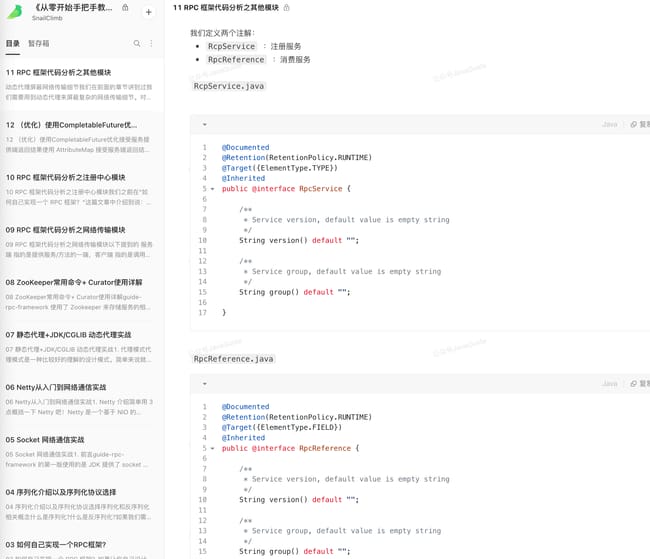 《从零开始手把手教...
SnailClimb
目录 暂存箱
11 RPC 框架代码分析之其他模块
动态代理屏蔽网络传输细节我们在前面的章节讲到过我
们需要用到动态代理来屏蔽复杂的网络传输细节。对...
12 （优化）使用CompletableFuture优...
12 （优化）使用CompletableFuture优化接受服务提
供端返回结果使用 AttributeMap 接受服务端返回结...
10 RPC 框架代码分析之注册中心模块
10 RPC 框架代码分析之注册中心模块我们之前在"如
何自己实现一个 RPC 框架？"这篇文章中介绍到说：...
09 RPC 框架代码分析之网络传输模块
09 RPC 框架代码分析之网络传输模块以下提到的 服务
端 指的是提供服务/方法的一端，客户端 指的是调用...
08 ZooKeeper常用命令+ Curator使用详解
08 ZooKeeper常用命令+ Curator使用详解guide-
rpc-framework 使用了 Zookeeper 来存储服务的相...
07 静态代理+JDK/CGLIB 动态代理实战
07 静态代理+JDK/CGLIB 动态代理实战1. 代理模式代
理模式是一种比较好的理解的设计模式。简单来说就...
06 Netty从入门到网络通信实战
06 Netty从入门到网络通信实战1. Netty 介绍简单用 3
点概括一下 Netty 吧！Netty 是一个基于 NIO 的...
05 Socket 网络通信实战
05 Socket 网络通信实战1. 前言guide-rpc-
framework 的第一版使用的是 JDK 提供了 socket ...
04 序列化介绍以及序列化协议选择
04 序列化介绍以及序列化协议选择序列化和反序列化
相关概念什么是序列化?什么是反序列化?如果我们需...
03 如何自己实现一个RPC框架?
11 RPC 框架代码分析之其他模块
我们定义两个注解：
• RcpService ：注册服务
• RpcReference ：消费服务
RcpService.java
Java 复制
1 @Documented
2 @Retention(RetentionPolicy.RUNTIME)
3 @Target({ElementType.TYPE})
4 @Inherited
5 public @interface RpcService {
6
7 /**
8 * Service version, default value is empty string
9 */
10 String version() default "";
11
12 /**
13 * Service group, default value is empty string
14 */
15 String group() default "";
16
17 }
公众号JavaGuide
公众号JavaGuide
RpcReference.java
Java 复制
1 @Documented
2 @Retention(RetentionPolicy.RUNTIME)
3 @Target({ElementType.FIELD})
4 @Inherited
5 public @interface RpcReference {
6
7 /**
8 * Service version, default value is empty string
9 */
10 String version() default "";
11
12 /**
13 * Service group, default value is empty string
14 */
15 String group() default "";